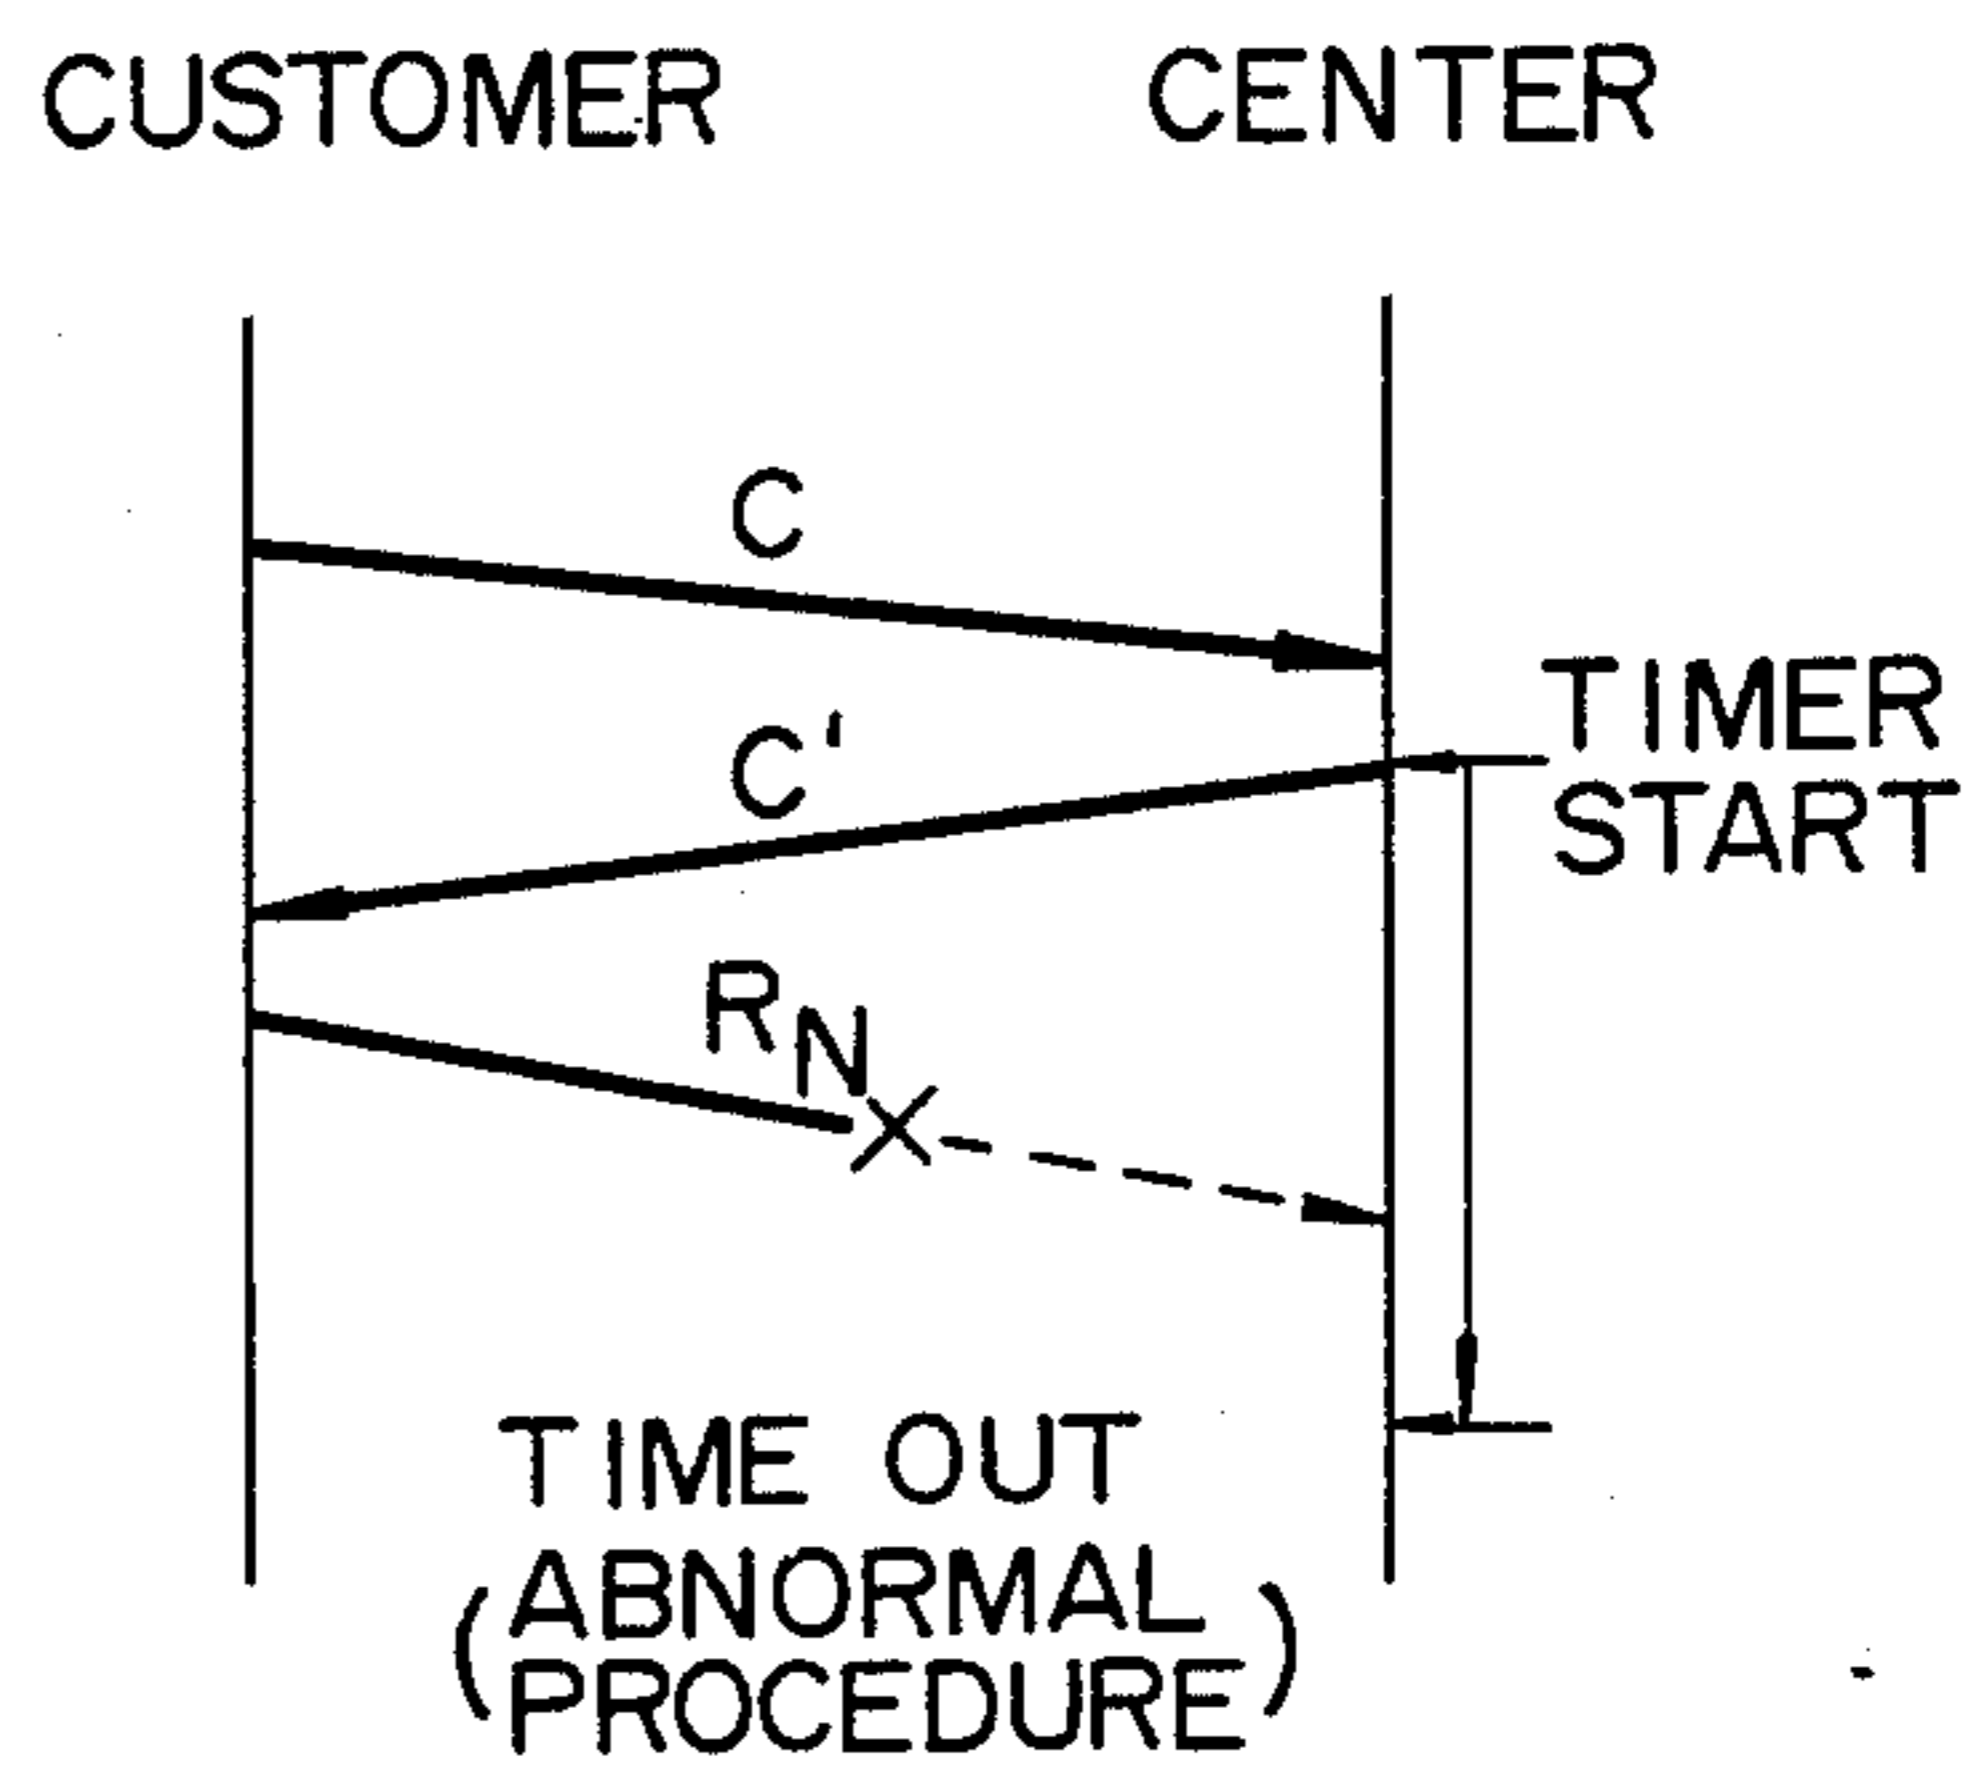 CUSTOMER CENTER
C
TIMER
START
C'
RN
TIME OUT
(ABNORMAL
PROCEDURE)